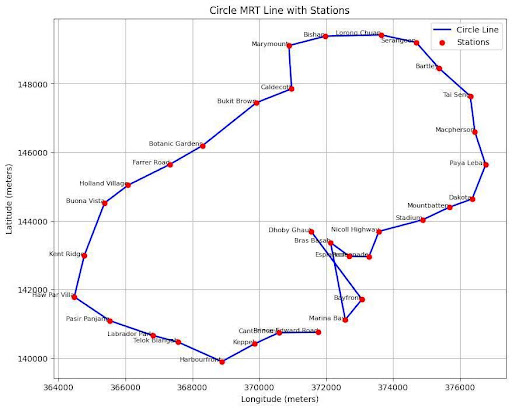 Circle MRT Line with Stations
Circle Line
Stations
Bishan
Lorong Chuan
Serangoon
Marymount
Bartley
148000
Caldecott
Tai Seng
Bukit Brown
Macpherson
Botanic Gardens
146000
Farrer Road
Paya Lebar
Holland Village
Dakota
Buona Vista
Mountbatten
Stadium
144000
Dhoby Ghaut
Nicoll Highway
Bras Basah
Kent Ridge
142000
Haw Par Villa
Bayfront
Pasir Panjang
Marina Bay
Labrador Park
Prince Edward Road
Telok Blangah
Keppel
140000
Harbourfront
364000
366000
368000
370000
372000
374000
376000
Longitude (meters)
Latitude (meters)